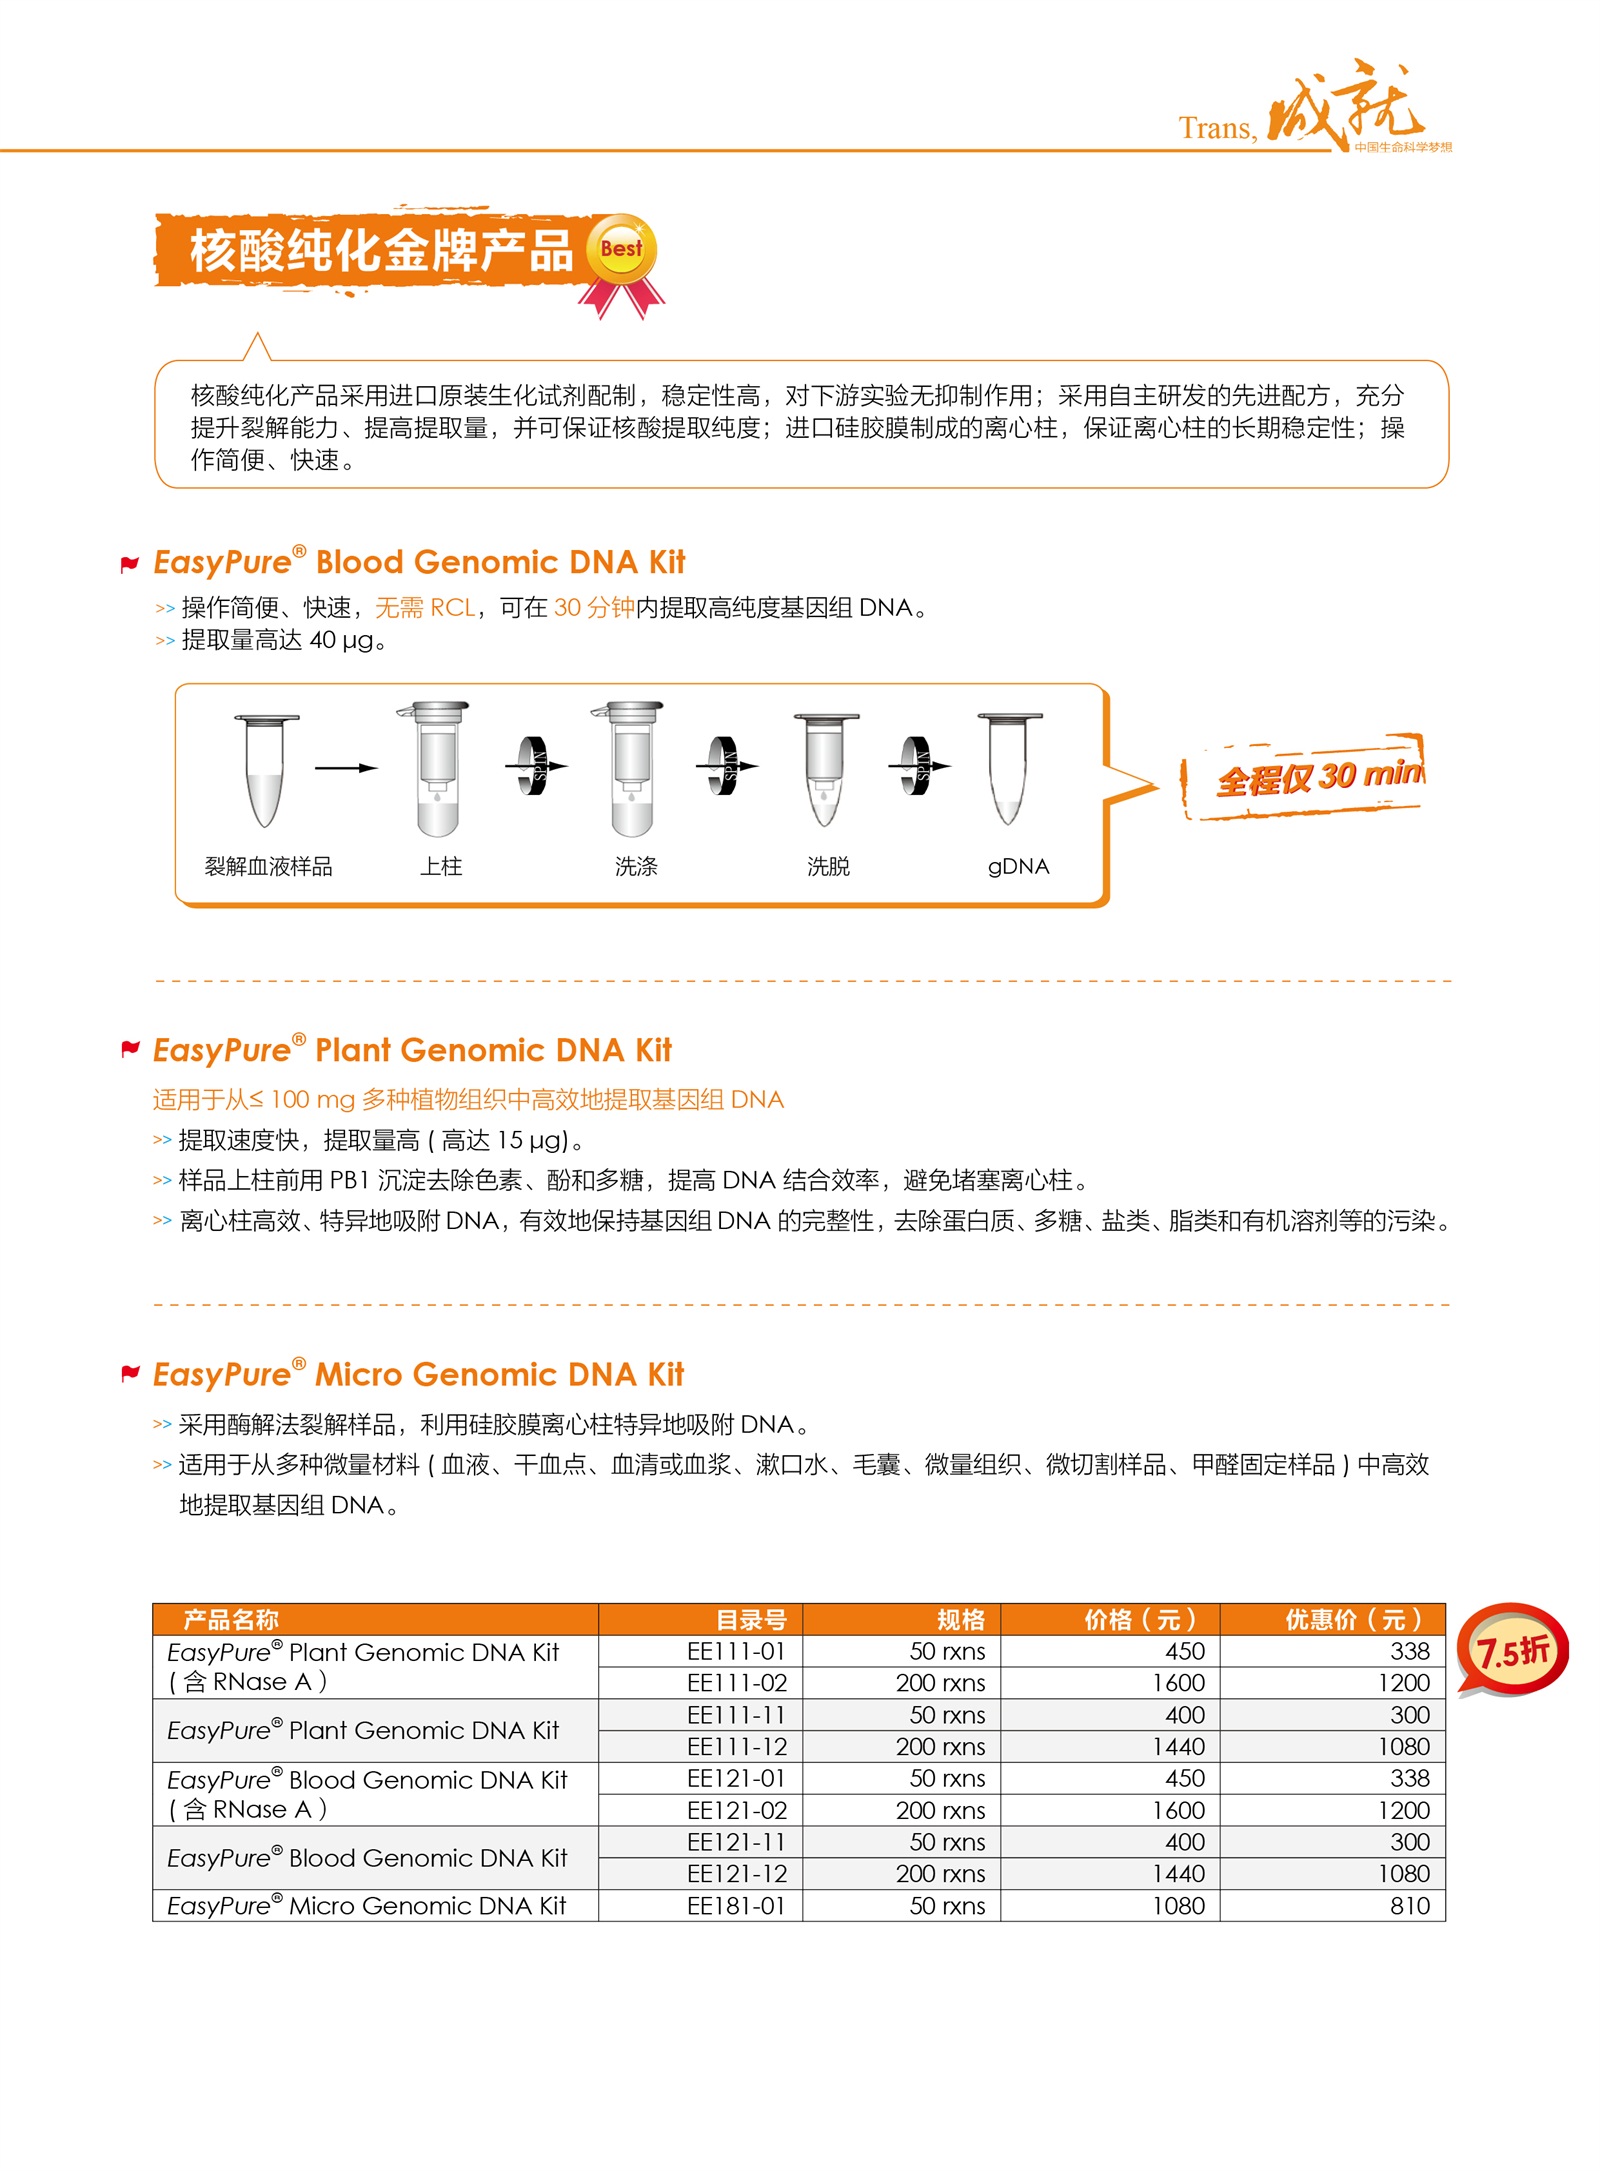 Trans, 成就
中国生命科学梦想
核酸纯化金牌产品 Best
核酸纯化产品采用进口原装生化试剂配制，稳定性高，对下游实验无抑制作用；采用自主研发的先进配方，充分
提升裂解能力、提高提取量，并可保证核酸提取纯度；进口硅胶膜制成的离心柱，保证离心柱的长期稳定性；操
作简便、快速。
EasyPure® Blood Genomic DNA Kit
>> 操作简便、快速，无需 RCL，可在 30 分钟内提取高纯度基因组 DNA。
>> 提取量高达 40 μg。
SPIN SPIN SPIN
全程仅 30 min
裂解血液样品 上柱 洗涤 洗脱 gDNA
EasyPure® Plant Genomic DNA Kit
适用于从≤ 100 mg 多种植物组织中高效地提取基因组 DNA
>> 提取速度快，提取量高 ( 高达 15 μg)。
>> 样品上柱前用 PB1 沉淀去除色素、酚和多糖，提高 DNA 结合效率，避免堵塞离心柱。
>> 离心柱高效、特异地吸附 DNA，有效地保持基因组 DNA 的完整性，去除蛋白质、多糖、盐类、脂类和有机溶剂等的污染。
EasyPure® Micro Genomic DNA Kit
>> 采用酶解法裂解样品，利用硅胶膜离心柱特异地吸附 DNA。
>> 适用于从多种微量材料 ( 血液、干血点、血清或血浆、漱口水、毛囊、微量组织、微切割样品、甲醛固定样品 ) 中高效
地提取基因组 DNA。
产品名称 目录号 规格 价格（元） 优惠价（元）
EasyPure® Plant Genomic DNA Kit EE111-01 50 rxns 450 338
( 含 RNase A ) EE111-02 200 rxns 1600 1200
7.5折
EasyPure® Plant Genomic DNA Kit EE111-11 50 rxns 400 300
EE111-12 200 rxns 1440 1080
EasyPure® Blood Genomic DNA Kit EE121-01 50 rxns 450 338
( 含 RNase A ) EE121-02 200 rxns 1600 1200
EasyPure® Blood Genomic DNA Kit EE121-11 50 rxns 400 300
EE121-12 200 rxns 1440 1080
EasyPure® Micro Genomic DNA Kit EE181-01 50 rxns 1080 810